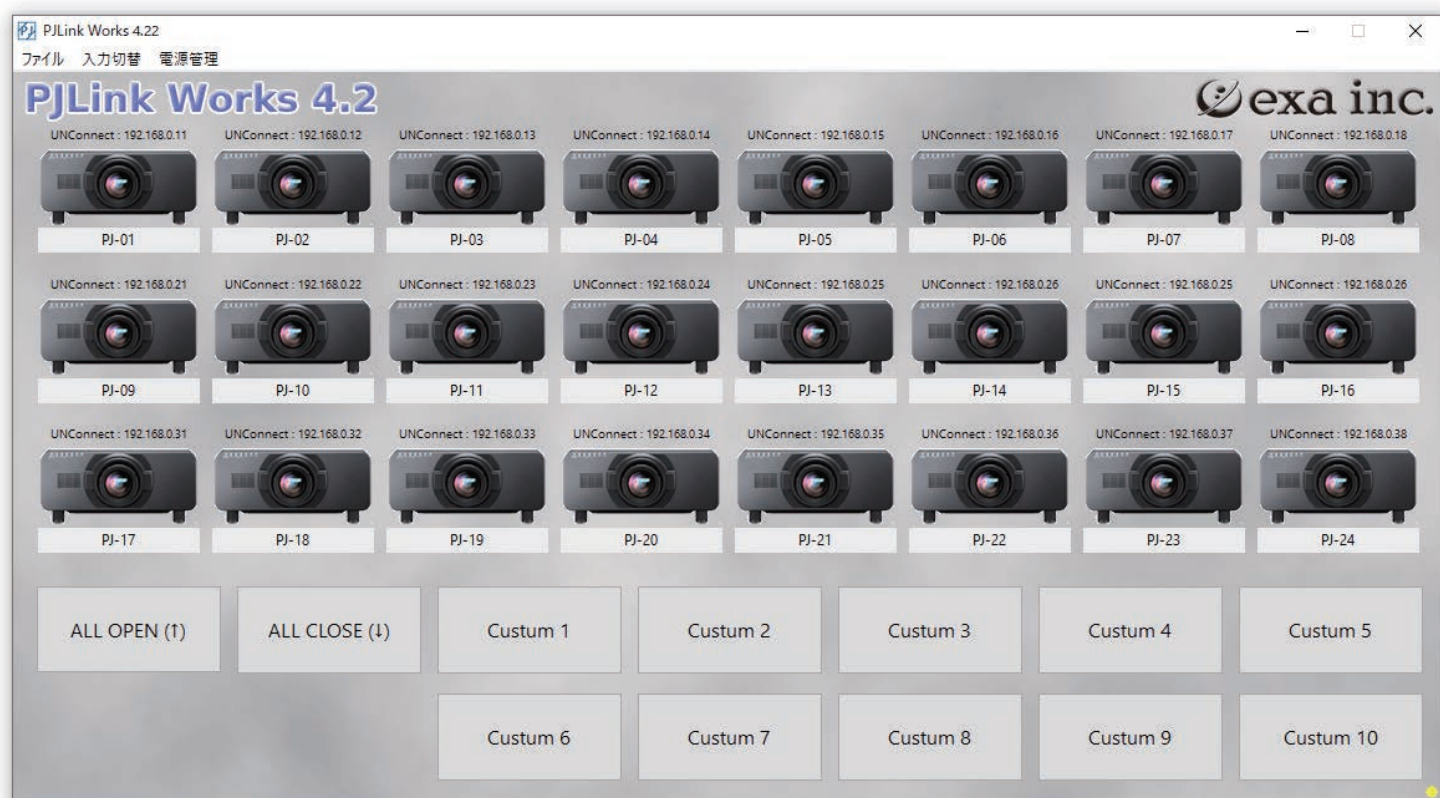 PJLink Works 4.22
ファイル 入力切替 電源管理
PJLink Works 4.2 exa inc.
UNConnect : 192.168.0.11 UNConnect : 192.168.0.12 UNConnect : 192.168.0.13 UNConnect : 192.168.0.14 UNConnect : 192.168.0.15 UNConnect : 192.168.0.16 UNConnect : 192.168.0.17 UNConnect : 192.168.0.18
PJ-01 PJ-02 PJ-03 PJ-04 PJ-05 PJ-06 PJ-07 PJ-08
UNConnect : 192.168.0.21 UNConnect : 192.168.0.22 UNConnect : 192.168.0.23 UNConnect : 192.168.0.24 UNConnect : 192.168.0.25 UNConnect : 192.168.0.26 UNConnect : 192.168.0.25 UNConnect : 192.168.0.26
PJ-09 PJ-10 PJ-11 PJ-12 PJ-13 PJ-14 PJ-15 PJ-16
UNConnect : 192.168.0.31 UNConnect : 192.168.0.32 UNConnect : 192.168.0.33 UNConnect : 192.168.0.34 UNConnect : 192.168.0.35 UNConnect : 192.168.0.36 UNConnect : 192.168.0.37 UNConnect : 192.168.0.38
PJ-17 PJ-18 PJ-19 PJ-20 PJ-21 PJ-22 PJ-23 PJ-24
ALL OPEN (↑) ALL CLOSE (↓) Custum 1 Custum 2 Custum 3 Custum 4 Custum 5
Custum 6 Custum 7 Custum 8 Custum 9 Custum 10